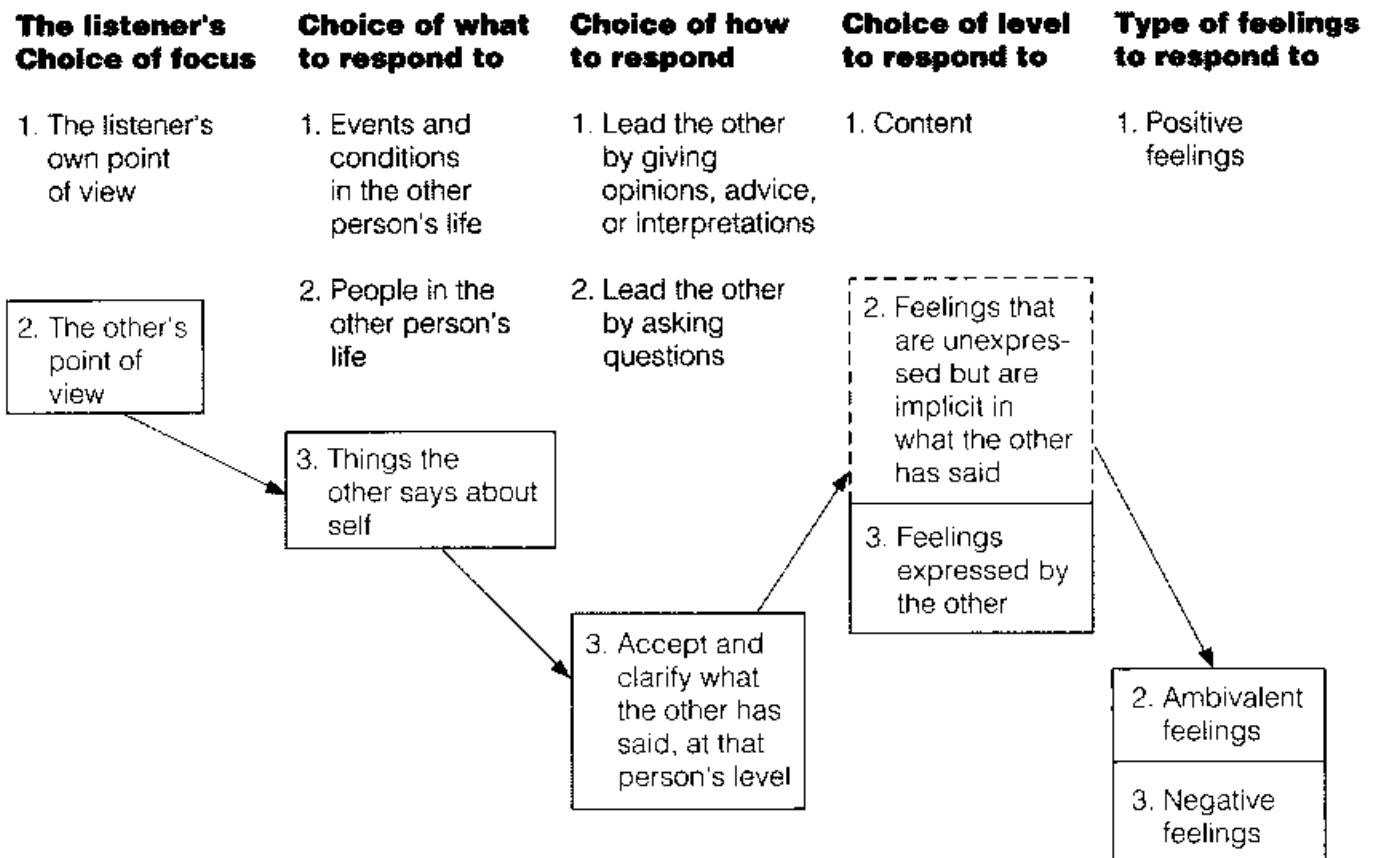 The listener's
Choice of focus
1. The listener's
own point
of view
2. The other's
point of
view
Choice of what
to respond to
1. Events and
conditions
in the other
person's life
2. People in the
other person's
life
3. Things the
other says about
self
Choice of how
to respond
1. Lead the other
by giving
opinions, advice,
or interpretations
2. Lead the other
by asking
questions
3. Accept and
clarify what
the other has
said, at that
person's level
Choice of level
to respond to
1. Content
2. Feelings that
are unexpres-
sed but are
implicit in
what the other
has said
3. Feelings
expressed by
the other
Type of feelings
to respond to
1. Positive
feelings
2. Ambivalent
feelings
3. Negative
feelings